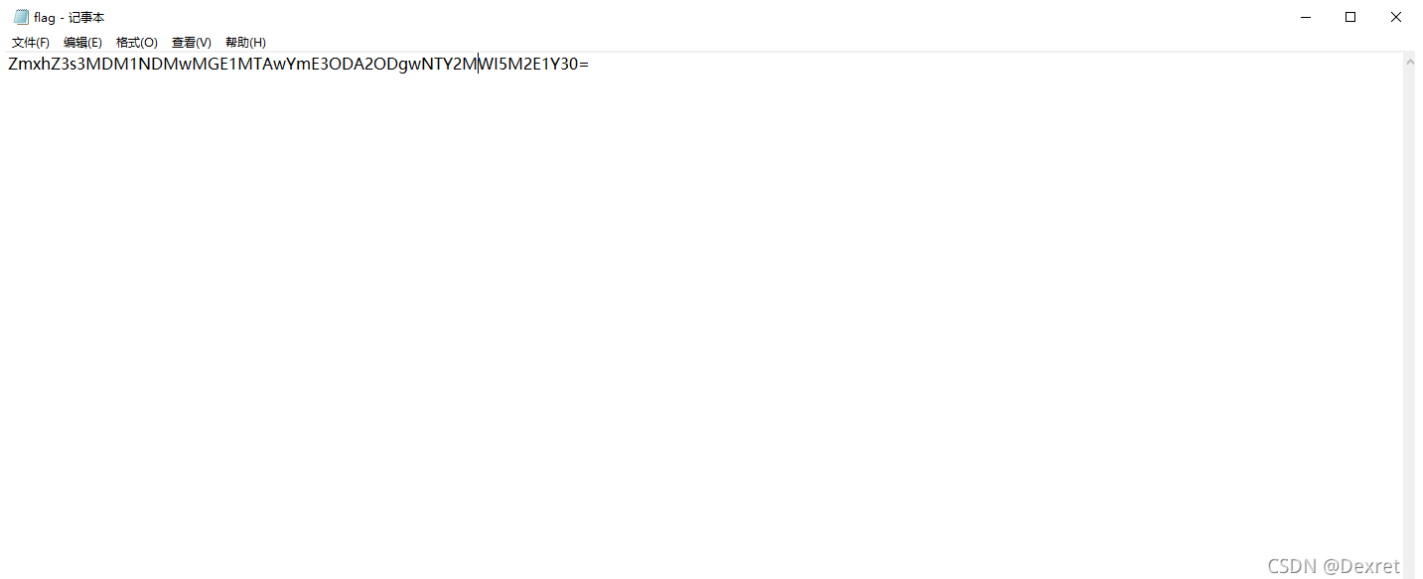 flag - 记事本
文件(F) 编辑(E) 格式(O) 查看(V) 帮助(H)
ZmxhZ3s3MDM1NDMwMGE1MTAwYmE3ODA2ODgwNTY2MWI5M2E1Y30=
CSDN @Dexret